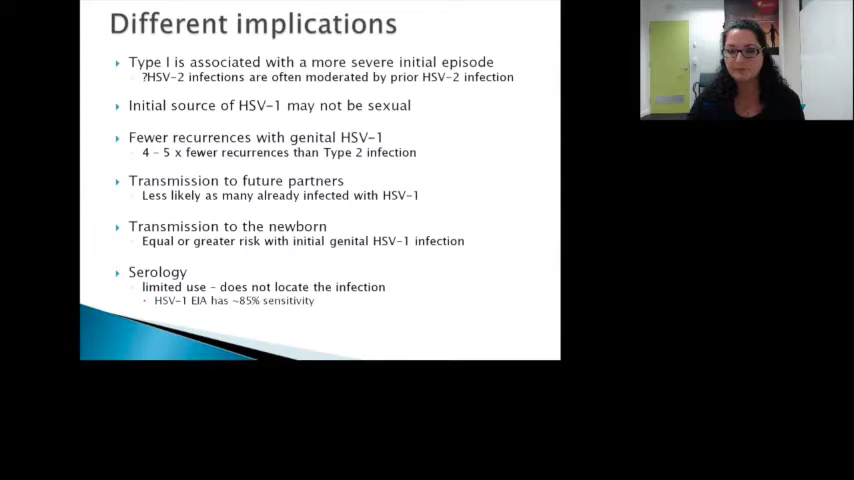 Different implications
Type I is associated with a more severe initial episode
?HSV-2 infections are often moderated by prior HSV-2 infection
Initial source of HSV-1 may not be sexual
Fewer recurrences with genital HSV-1
4 – 5 x fewer recurrences than Type 2 infection
Transmission to future partners
Less likely as many already infected with HSV-1
Transmission to the newborn
Equal or greater risk with initial genital HSV-1 infection
Serology
limited use – does not locate the infection
HSV-1 EIA has ~85% sensitivity